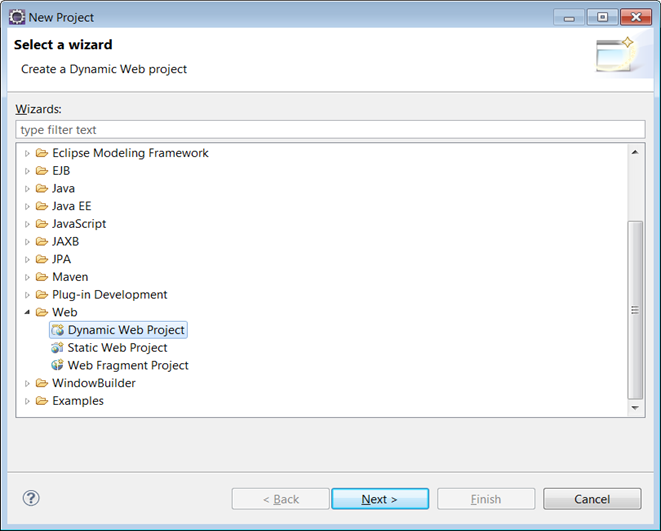 New Project
Select a wizard
Create a Dynamic Web project
Wizards:
type filter text
Eclipse Modeling Framework
EJB
Java
Java EE
JavaScript
JAXB
JPA
Maven
Plug-in Development
Web
Dynamic Web Project
Static Web Project
Web Fragment Project
WindowBuilder
Examples
? < Back Next > Finish Cancel